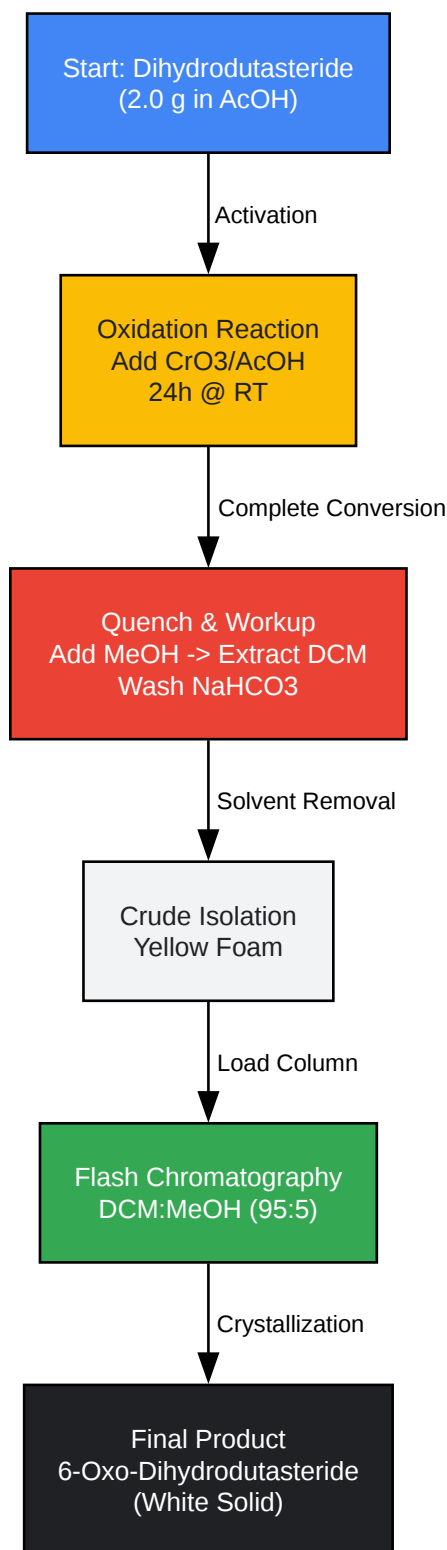 Start: Dihydrodutasteride
(2.0 g in AcOH)
Activation
Oxidation Reaction
Add CrO3/AcOH
24h @ RT
Complete Conversion
Quench & Workup
Add MeOH -> Extract DCM
Wash NaHCO3
Solvent Removal
Crude Isolation
Yellow Foam
Load Column
Flash Chromatography
DCM:MeOH (95:5)
Crystallization
Final Product
6-Oxo-Dihydrodutasteride
(White Solid)